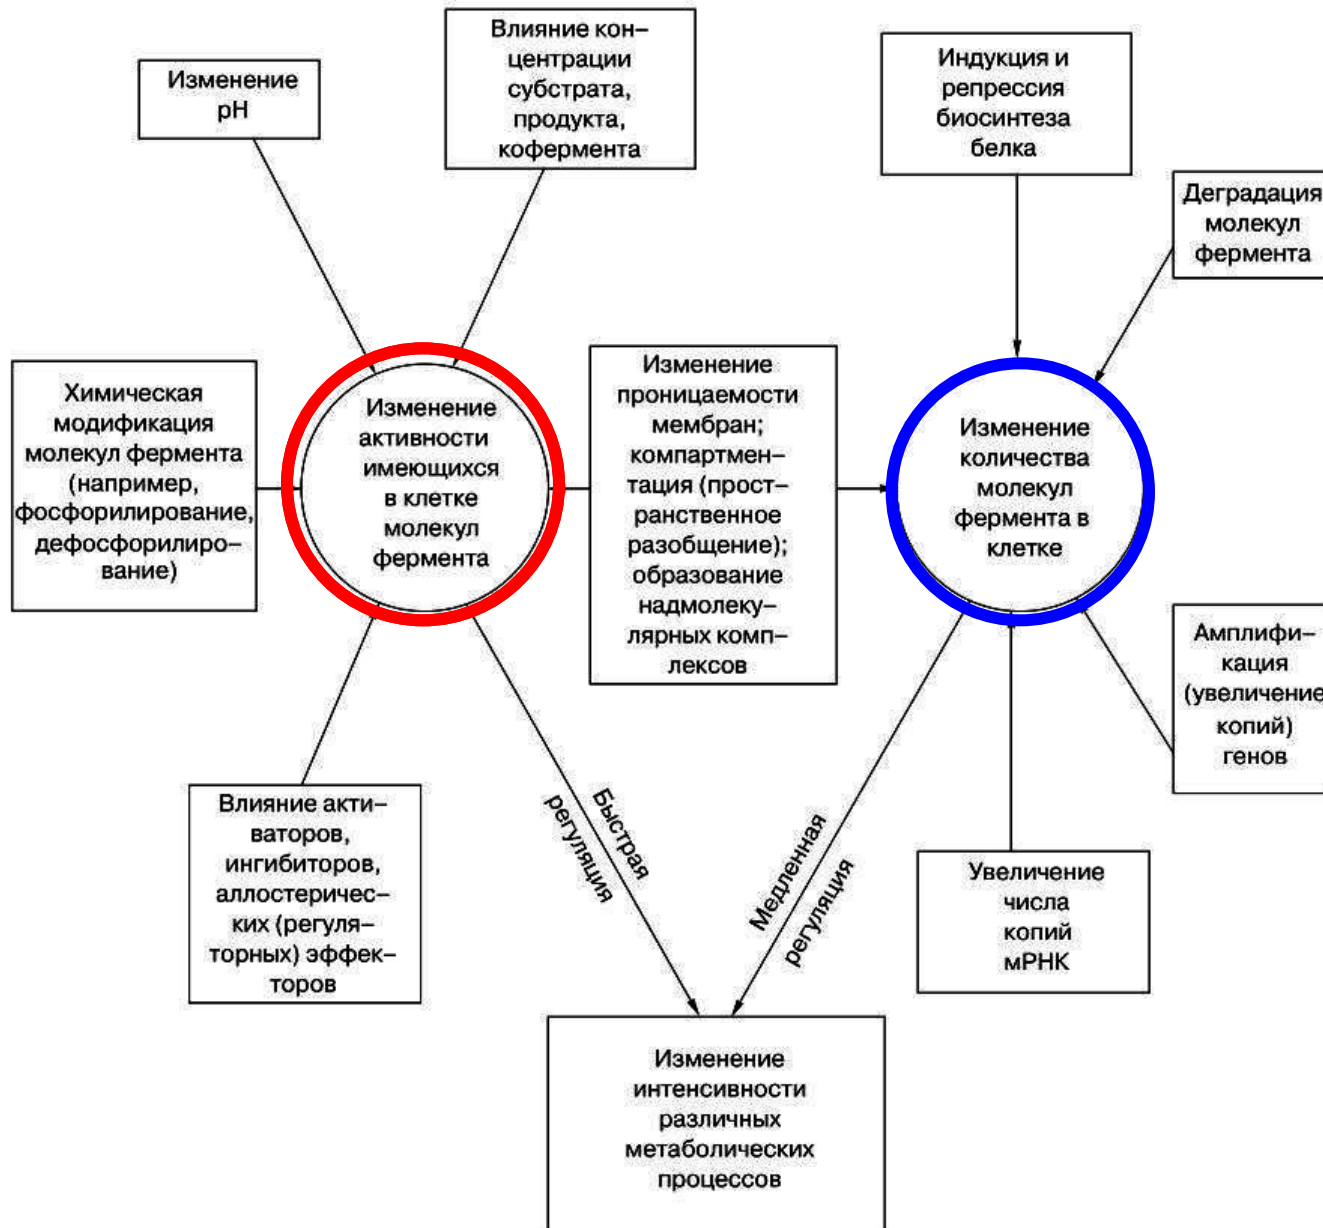 Изменение
pH
Влияние кон–
центрации
субстрата,
продукта,
кофермента
Индукция и
репрессия
биосинтеза
белка
Деградация
молекул
фермента
Химическая
модификация
молекул фермента
(например,
фосфорилирование,
дефосфорилиро–
вание)
Изменение
активности
имеющихся
в клетке
молекул
фермента
Изменение
проницаемости
мембран;
компартмен–
тация (прост–
ранственное
разобщение);
образование
надмолеку–
лярных комп–
лексов
Изменение
количества
молекул
фермента в
клетке
Амплифи–
кация
(увеличение
копий)
генов
Влияние акти–
ваторов,
ингибиторов,
аллостеричес–
ких (регуля–
торных) эффек–
торов
Быстрая
регуляция
Медленная
регуляция
Увеличение
числа
копий
мРНК
Изменение
интенсивности
различных
метаболических
процессов